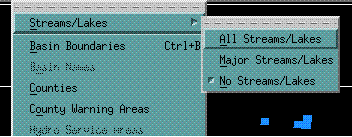 Streams/Lakes
All Streams/Lakes
Basin Boundaries Ctrl+B
Major Streams/Lakes
Basin Names
No Streams/Lakes
Counties
County Warning Areas
Hydro Service Areas